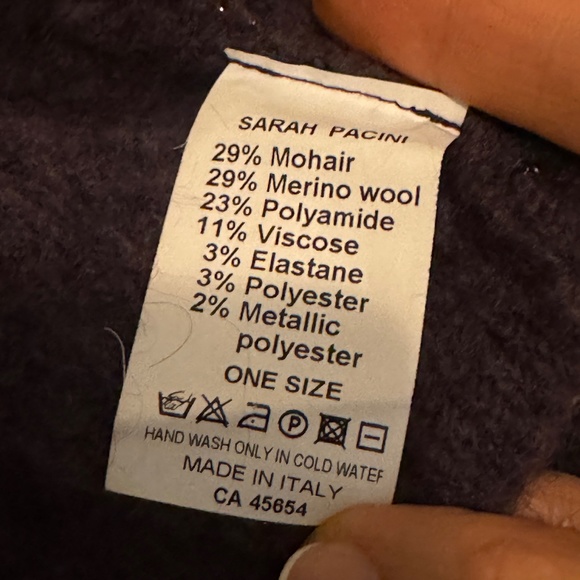 SARAH PACINI
29% Mohair
29% Merino wool
23% Polyamide
11% Viscose
3% Elastane
3% Polyester
2% Metallic
polyester
ONE SIZE
P
HAND WASH ONLY IN COLD WATER
MADE IN ITALY
CA 45654